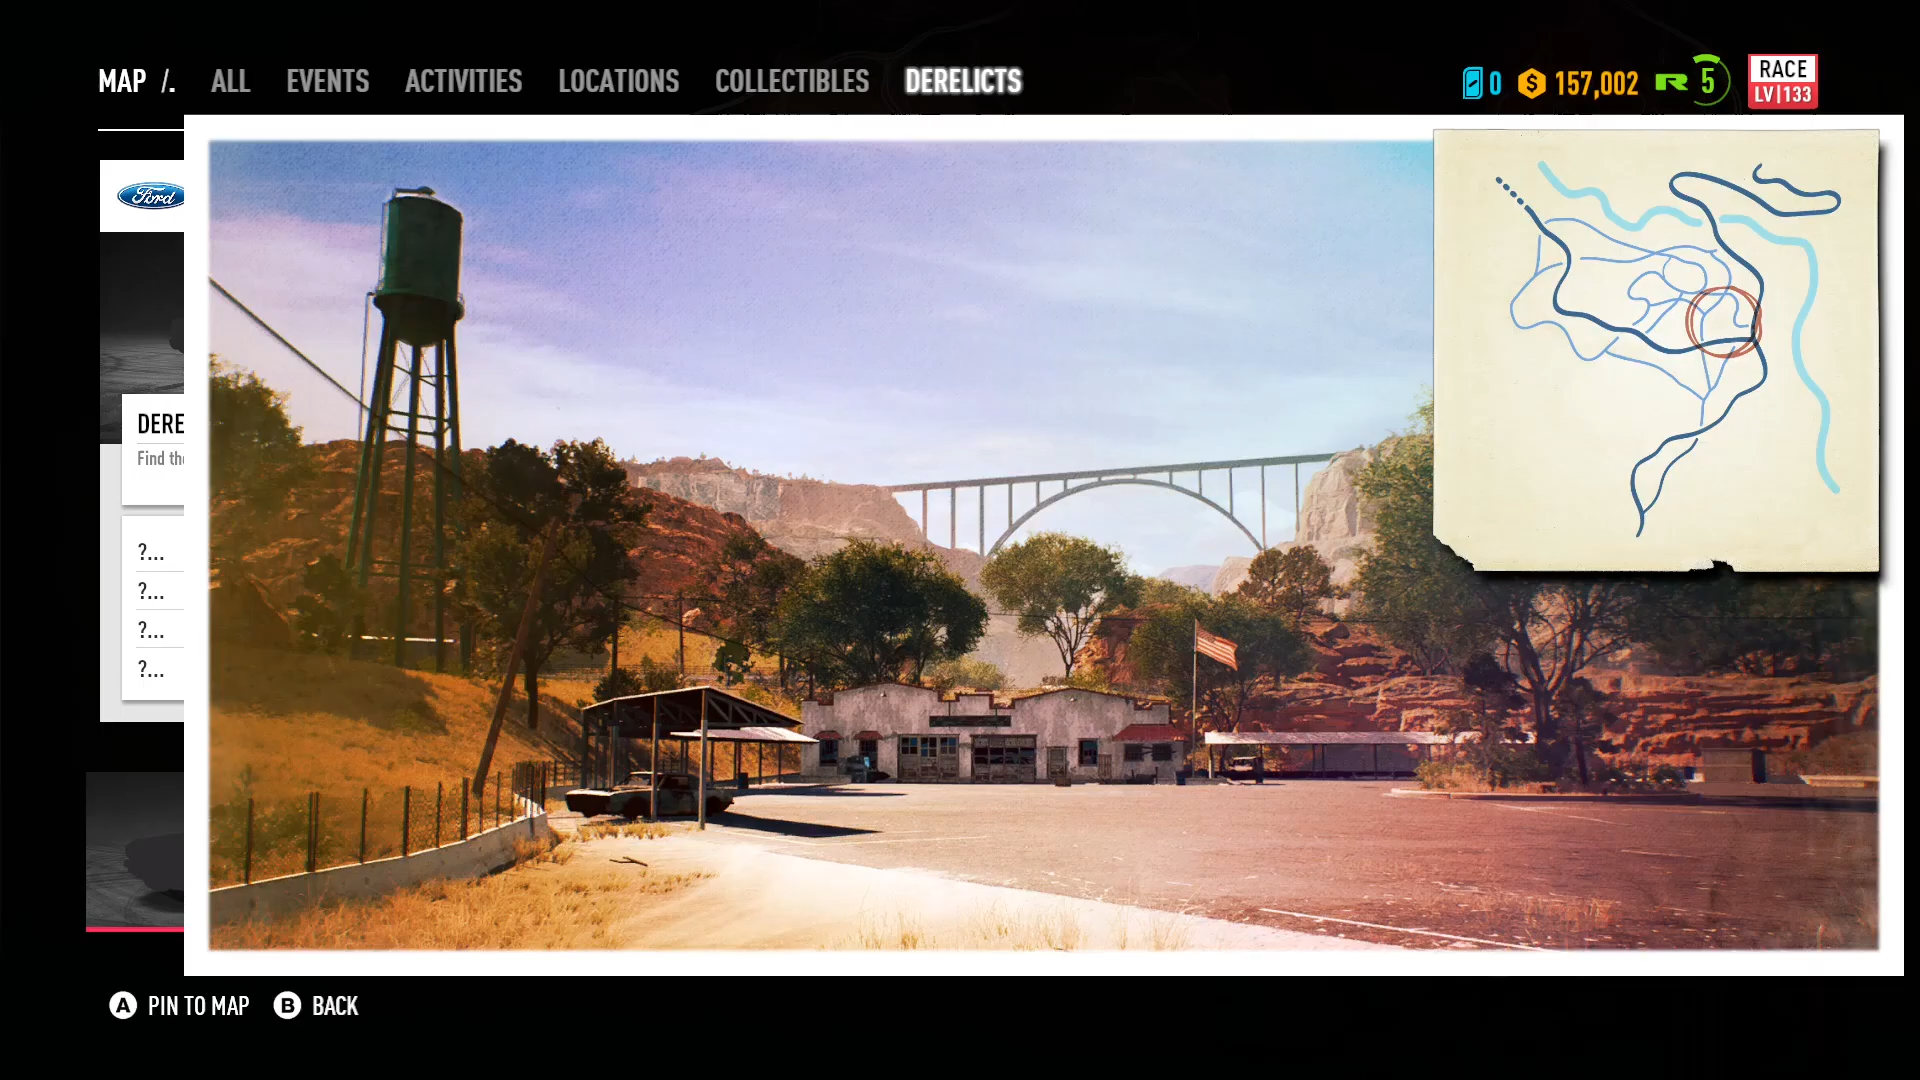 MAP /. ALL EVENTS ACTIVITIES LOCATIONS COLLECTIBLES DERELICTS
0 157,002 R 5 RACE
LV|133
Ford
DERE
Find the
?...
?...
?...
?...
A PIN TO MAP B BACK